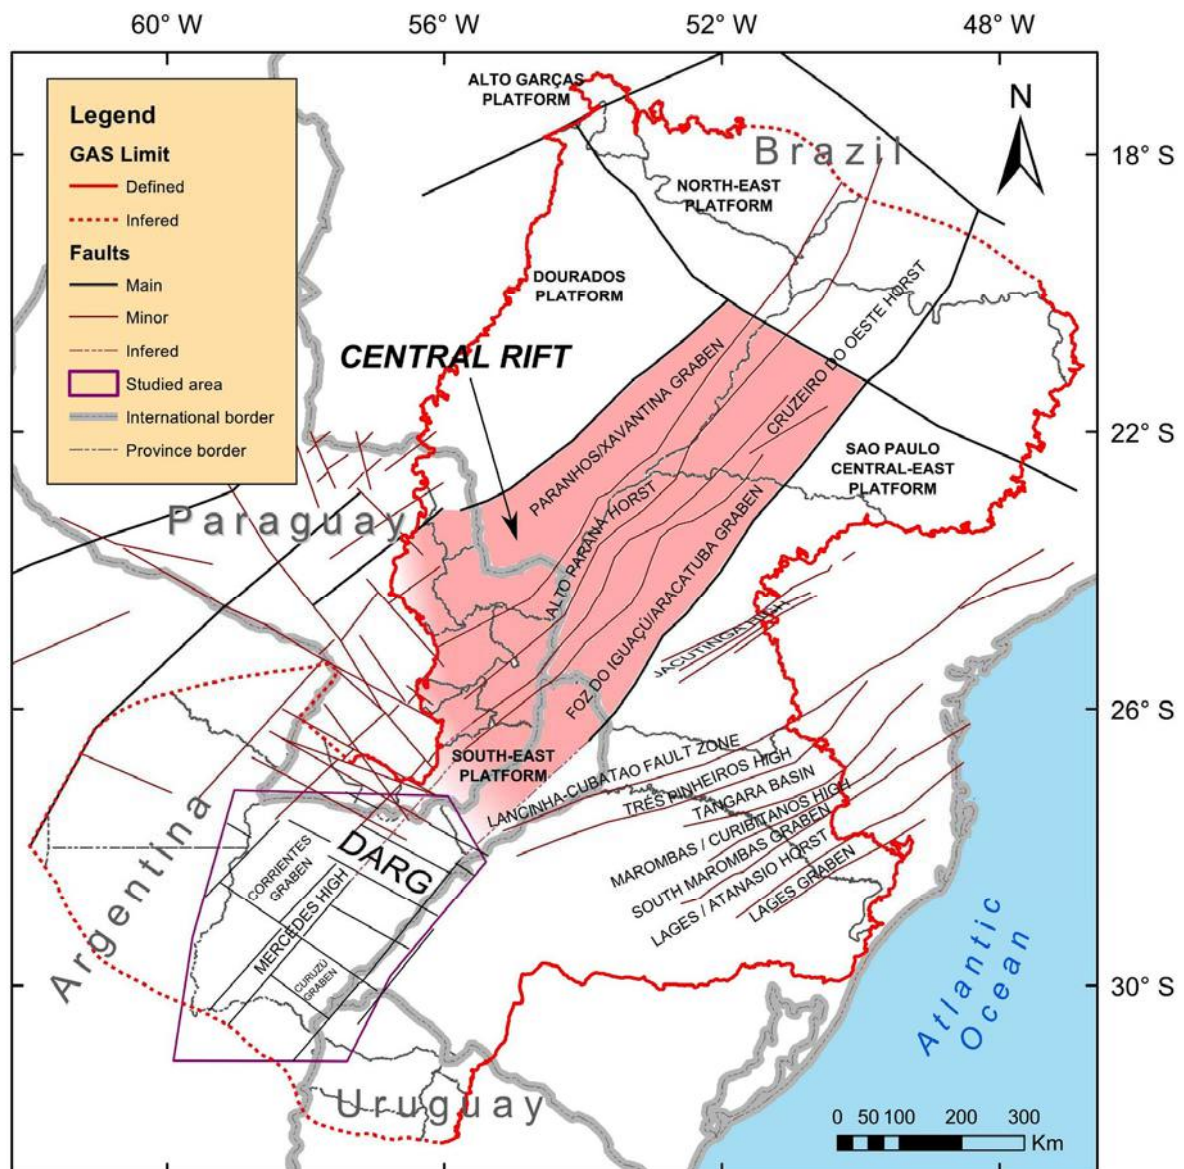 60° W
56° W
52° W
48° W
Legend
GAS Limit
Defined
Infered
Faults
Main
Minor
Infered
Studied area
International border
Province border
ALTO GARÇAS
PLATFORM
N
Brazil
18° S
NORTH-EAST
PLATFORM
DOURADOS
PLATFORM
CENTRAL RIFT
PARANHOS/XAVANTINA GRABEN
CRUZEIRO DO OESTE HORST
22° S
SAO PAULO
CENTRAL-EAST
PLATFORM
Paraguay
ALTO PARANÁ HORST
FOZ DO IGUAÇÚ/ARACATUBA GRABEN
JACUTINGA HIGH
26° S
SOUTH-EAST
PLATFORM
LANCINHA-CUBATAO FAULT ZONE
TRÊS PINHEIROS HIGH
TANGARA BASIN
MAROMBAS / CURIBITANOS HIGH
SOUTH MAROMBAS GRABEN
LAGES / ATANASIO HORST
LAGES GRABEN
Argentina
DARG
CORRIENTES
GRABEN
MERCEDES HIGH
CURUZÚ
GRABEN
30° S
Atlantic
Ocean
Uruguay
0 50 100 200 300
Km